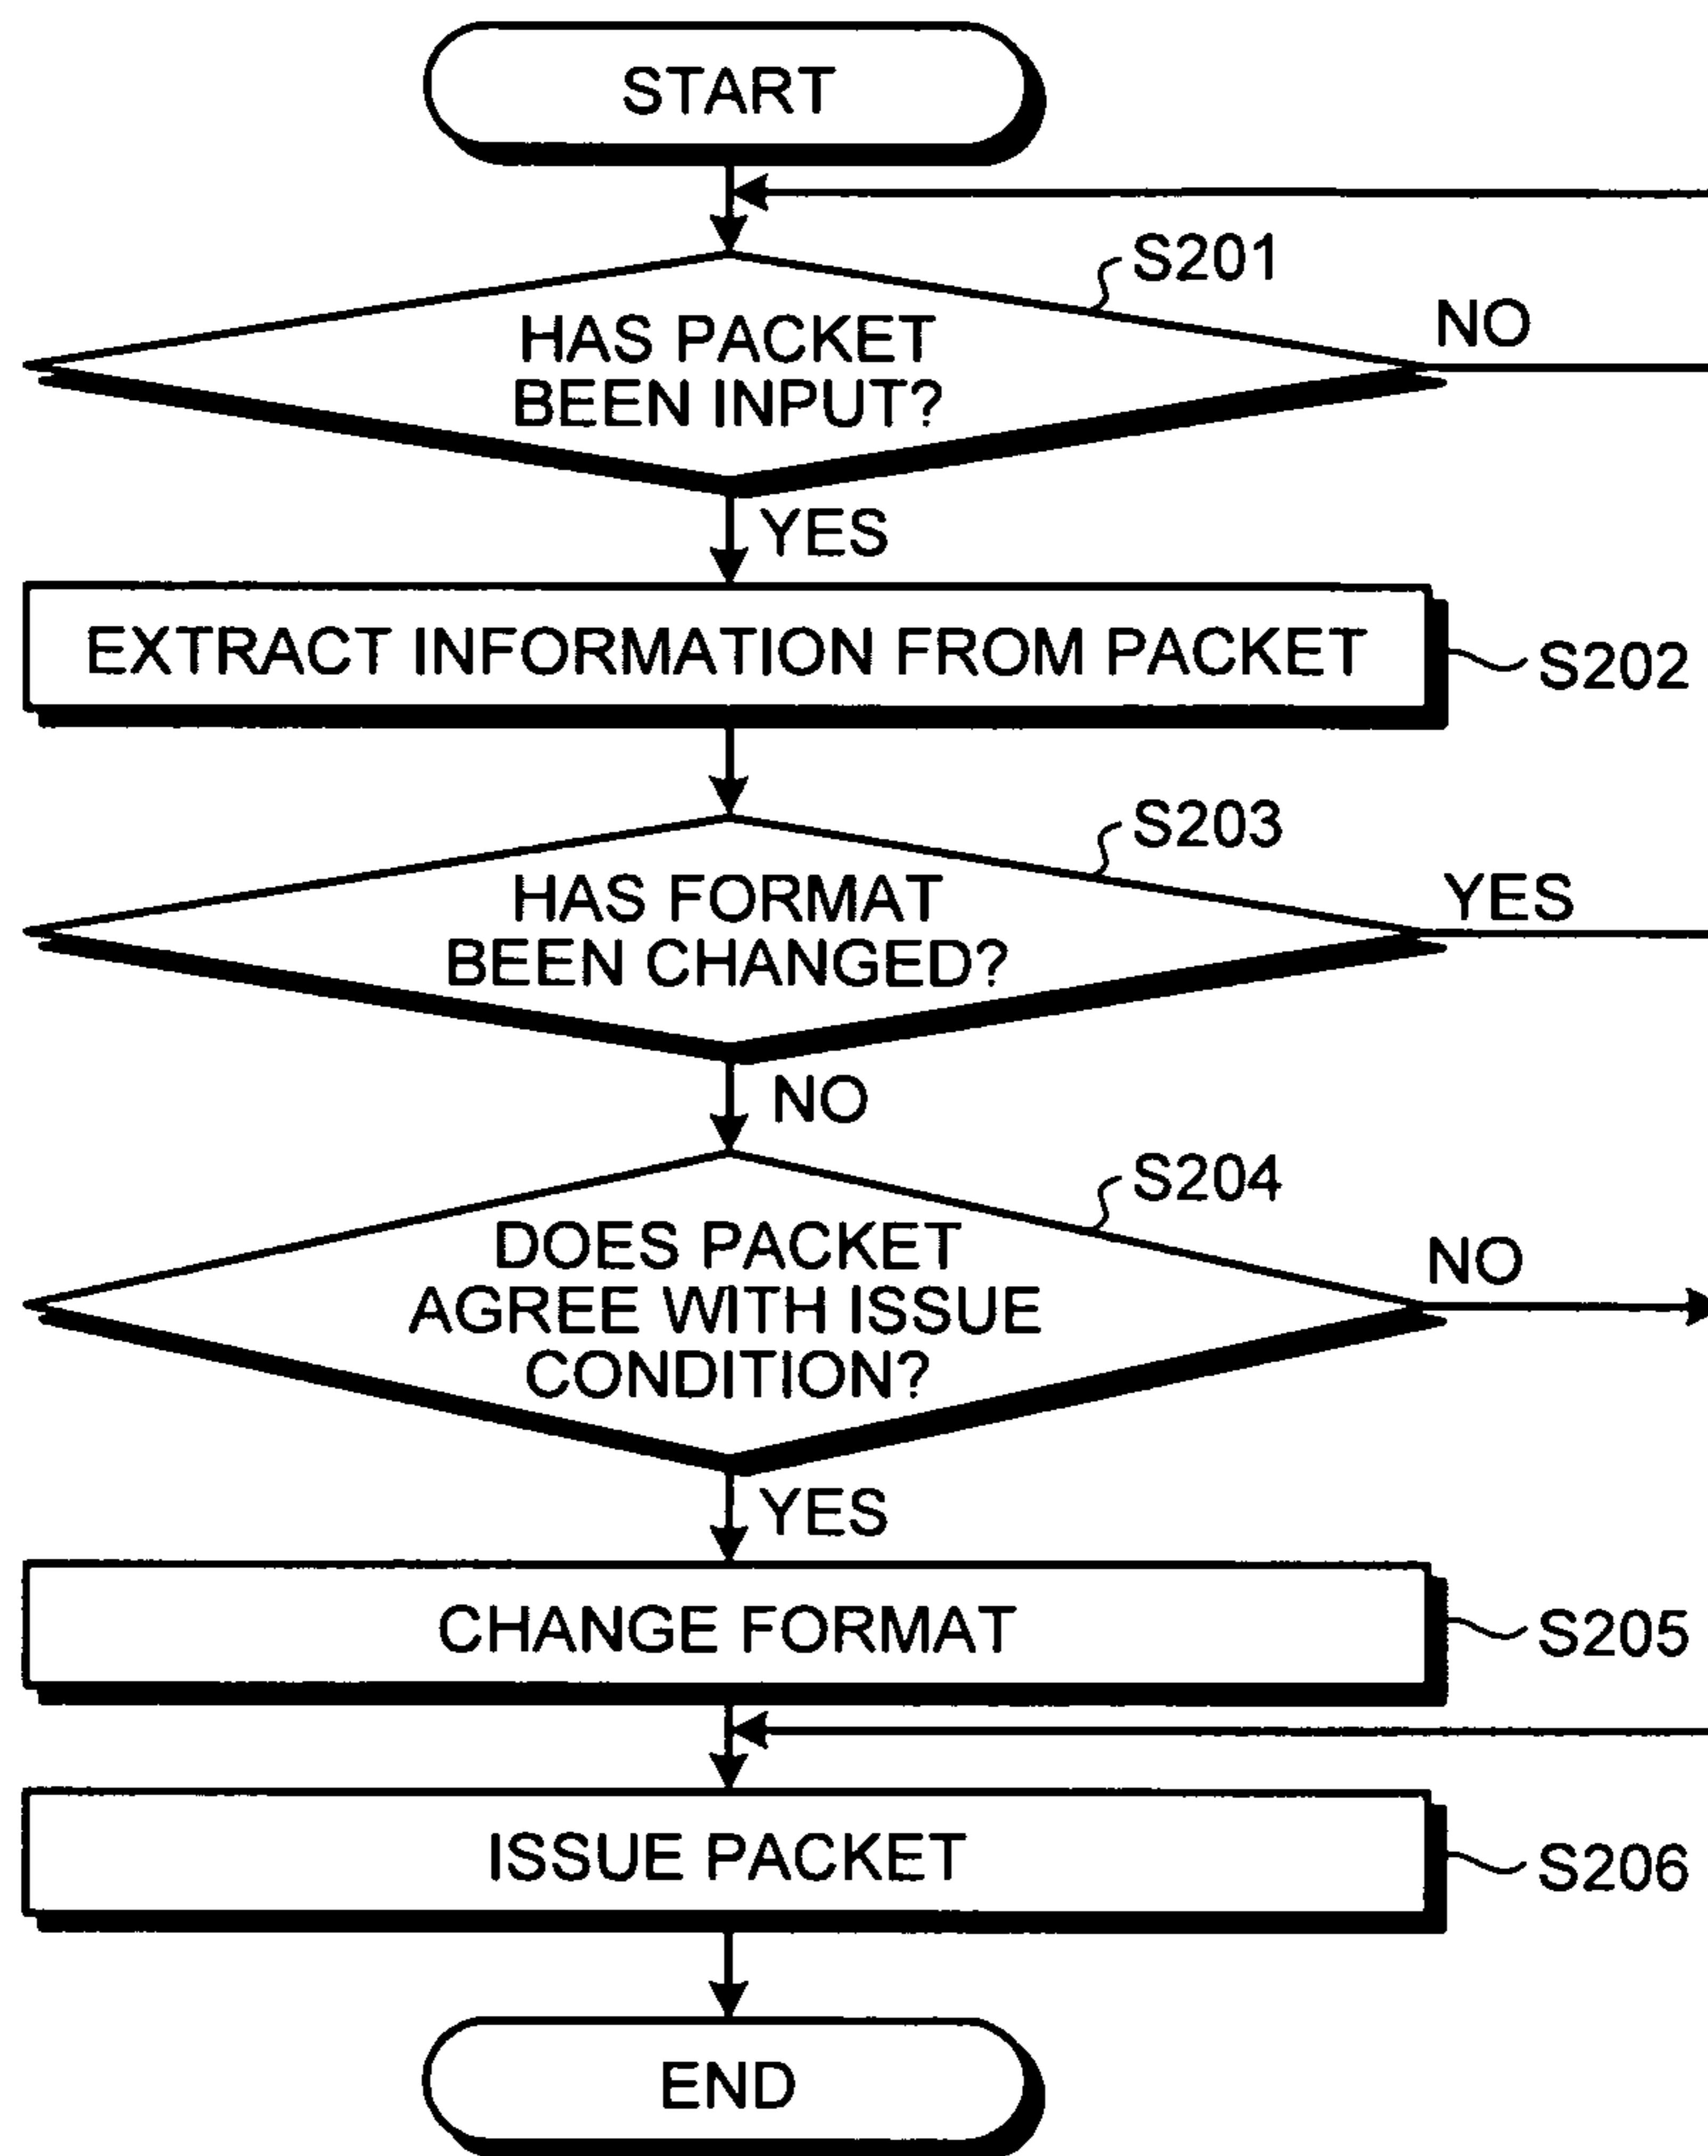 START
S201
HAS PACKET
BEEN INPUT?
NO
YES
EXTRACT INFORMATION FROM PACKET
S202
S203
HAS FORMAT
BEEN CHANGED?
YES
NO
S204
DOES PACKET
AGREE WITH ISSUE
CONDITION?
NO
YES
CHANGE FORMAT
S205
ISSUE PACKET
S206
END